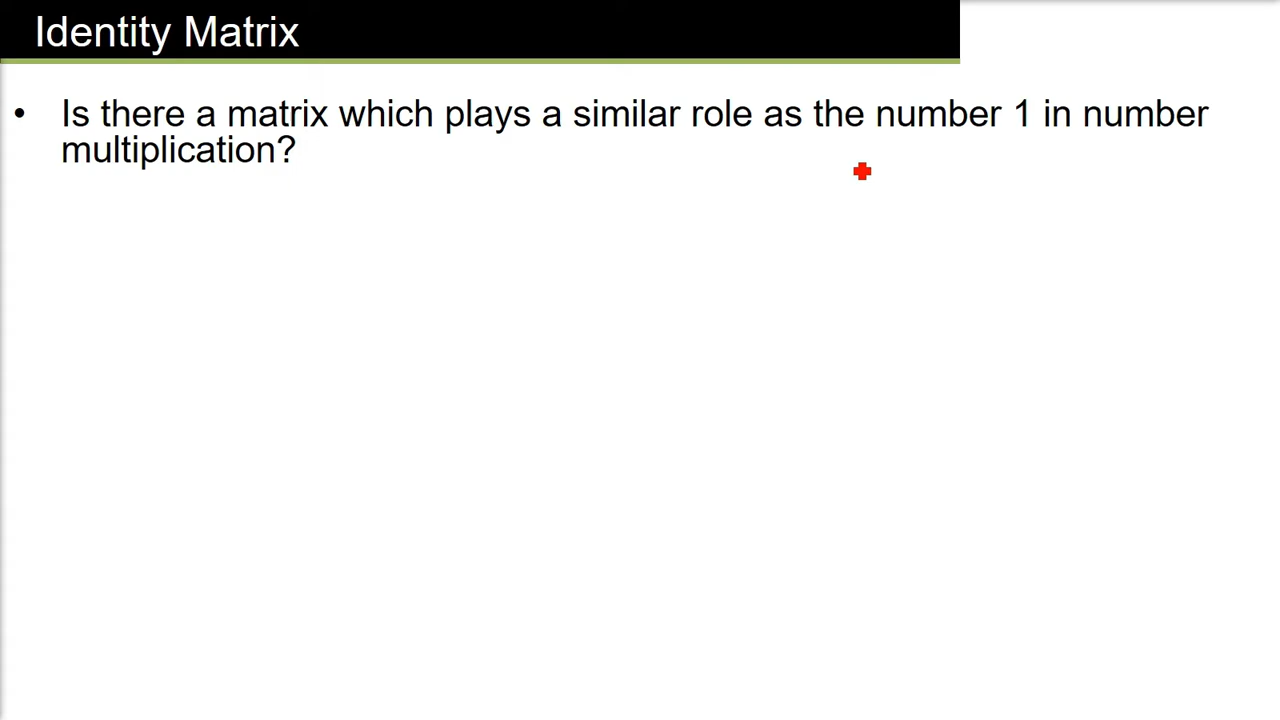 Identity Matrix
• Is there a matrix which plays a similar role as the number 1 in number
multiplication?